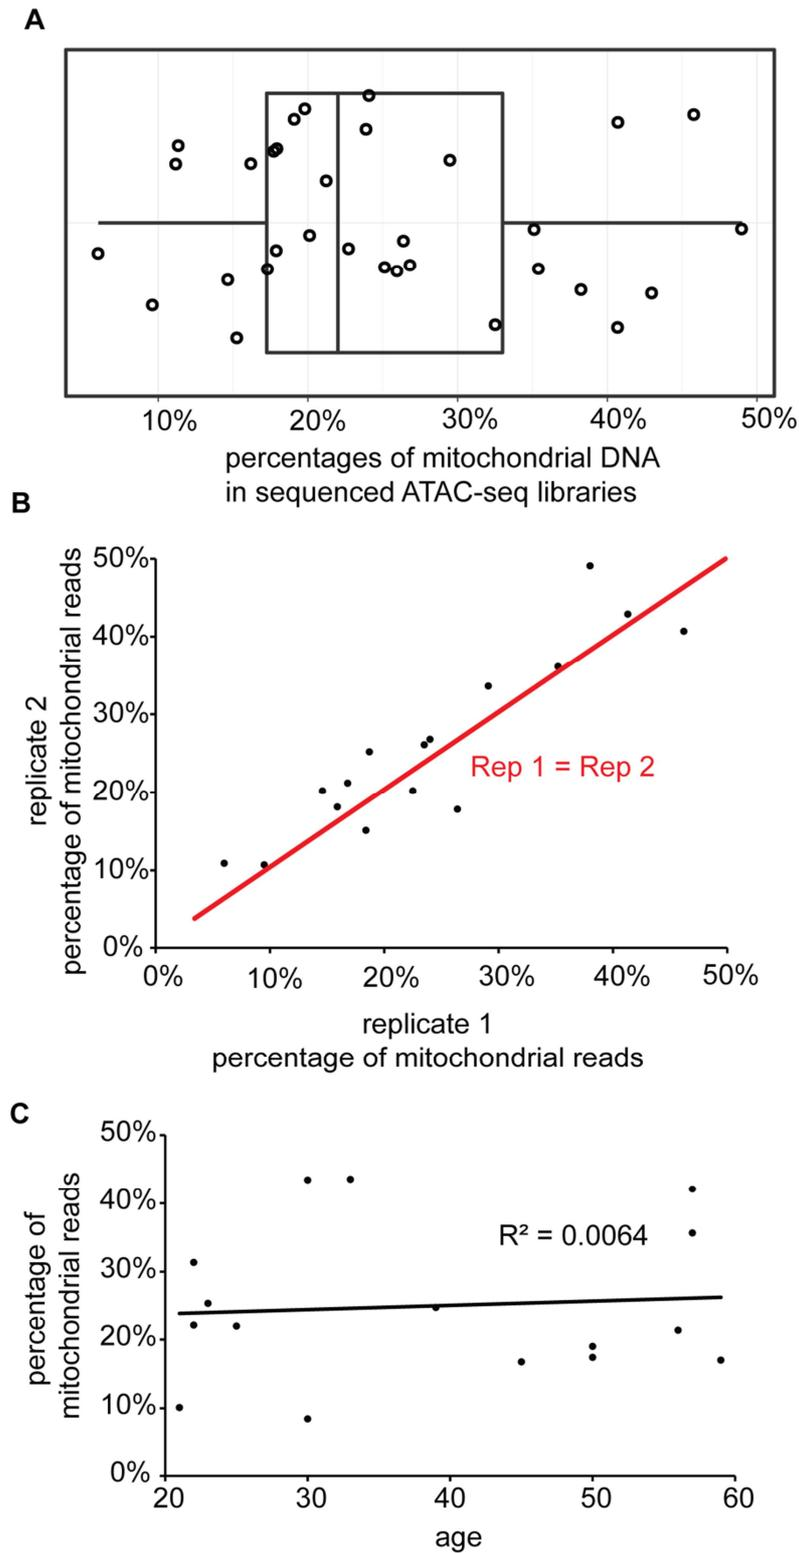 A
10%
20%
30%
40%
50%
percentages of mitochondrial DNA
in sequenced ATAC-seq libraries
B
50%
40%
30%
20%
10%
0%
replicate 2
percentage of mitochondrial reads
Rep 1 = Rep 2
0%
10%
20%
30%
40%
50%
replicate 1
percentage of mitochondrial reads
C
50%
40%
30%
20%
10%
0%
percentage of
mitochondrial reads
R² = 0.0064
20
30
40
50
60
age